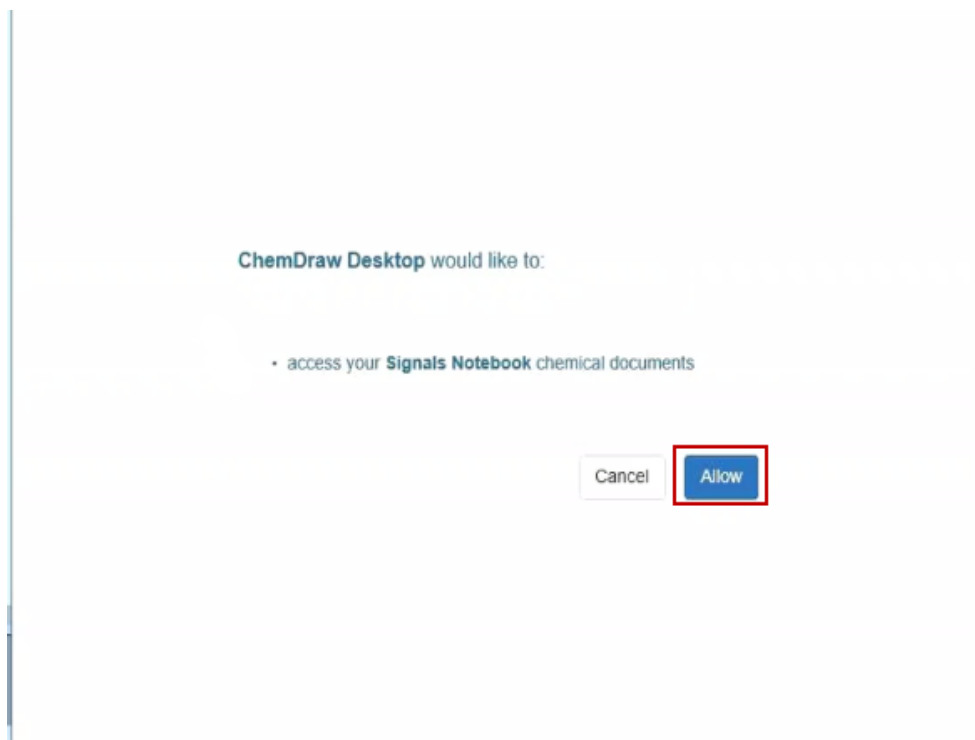 ChemDraw Desktop would like to:
• access your Signals Notebook chemical documents
Cancel Allow